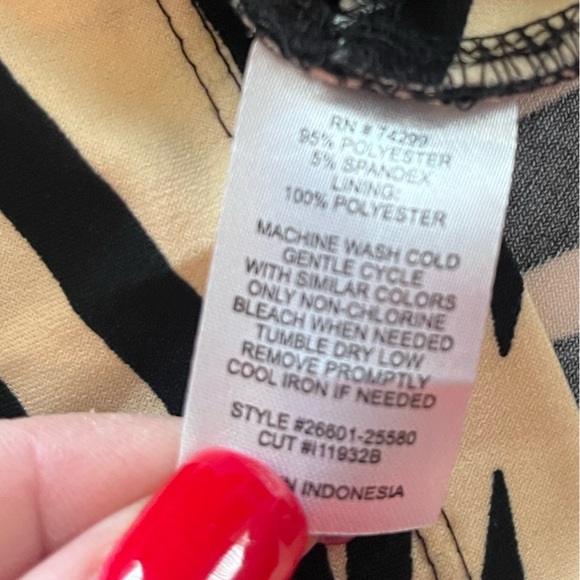 RN # 74299
95% POLYESTER
5% SPANDEX
LINING:
100% POLYESTER
MACHINE WASH COLD
GENTLE CYCLE
WITH SIMILAR COLORS
ONLY NON-CHLORINE
BLEACH WHEN NEEDED
TUMBLE DRY LOW
REMOVE PROMPTLY
COOL IRON IF NEEDED
STYLE #26601-25580
CUT #I11932B
INDONESIA